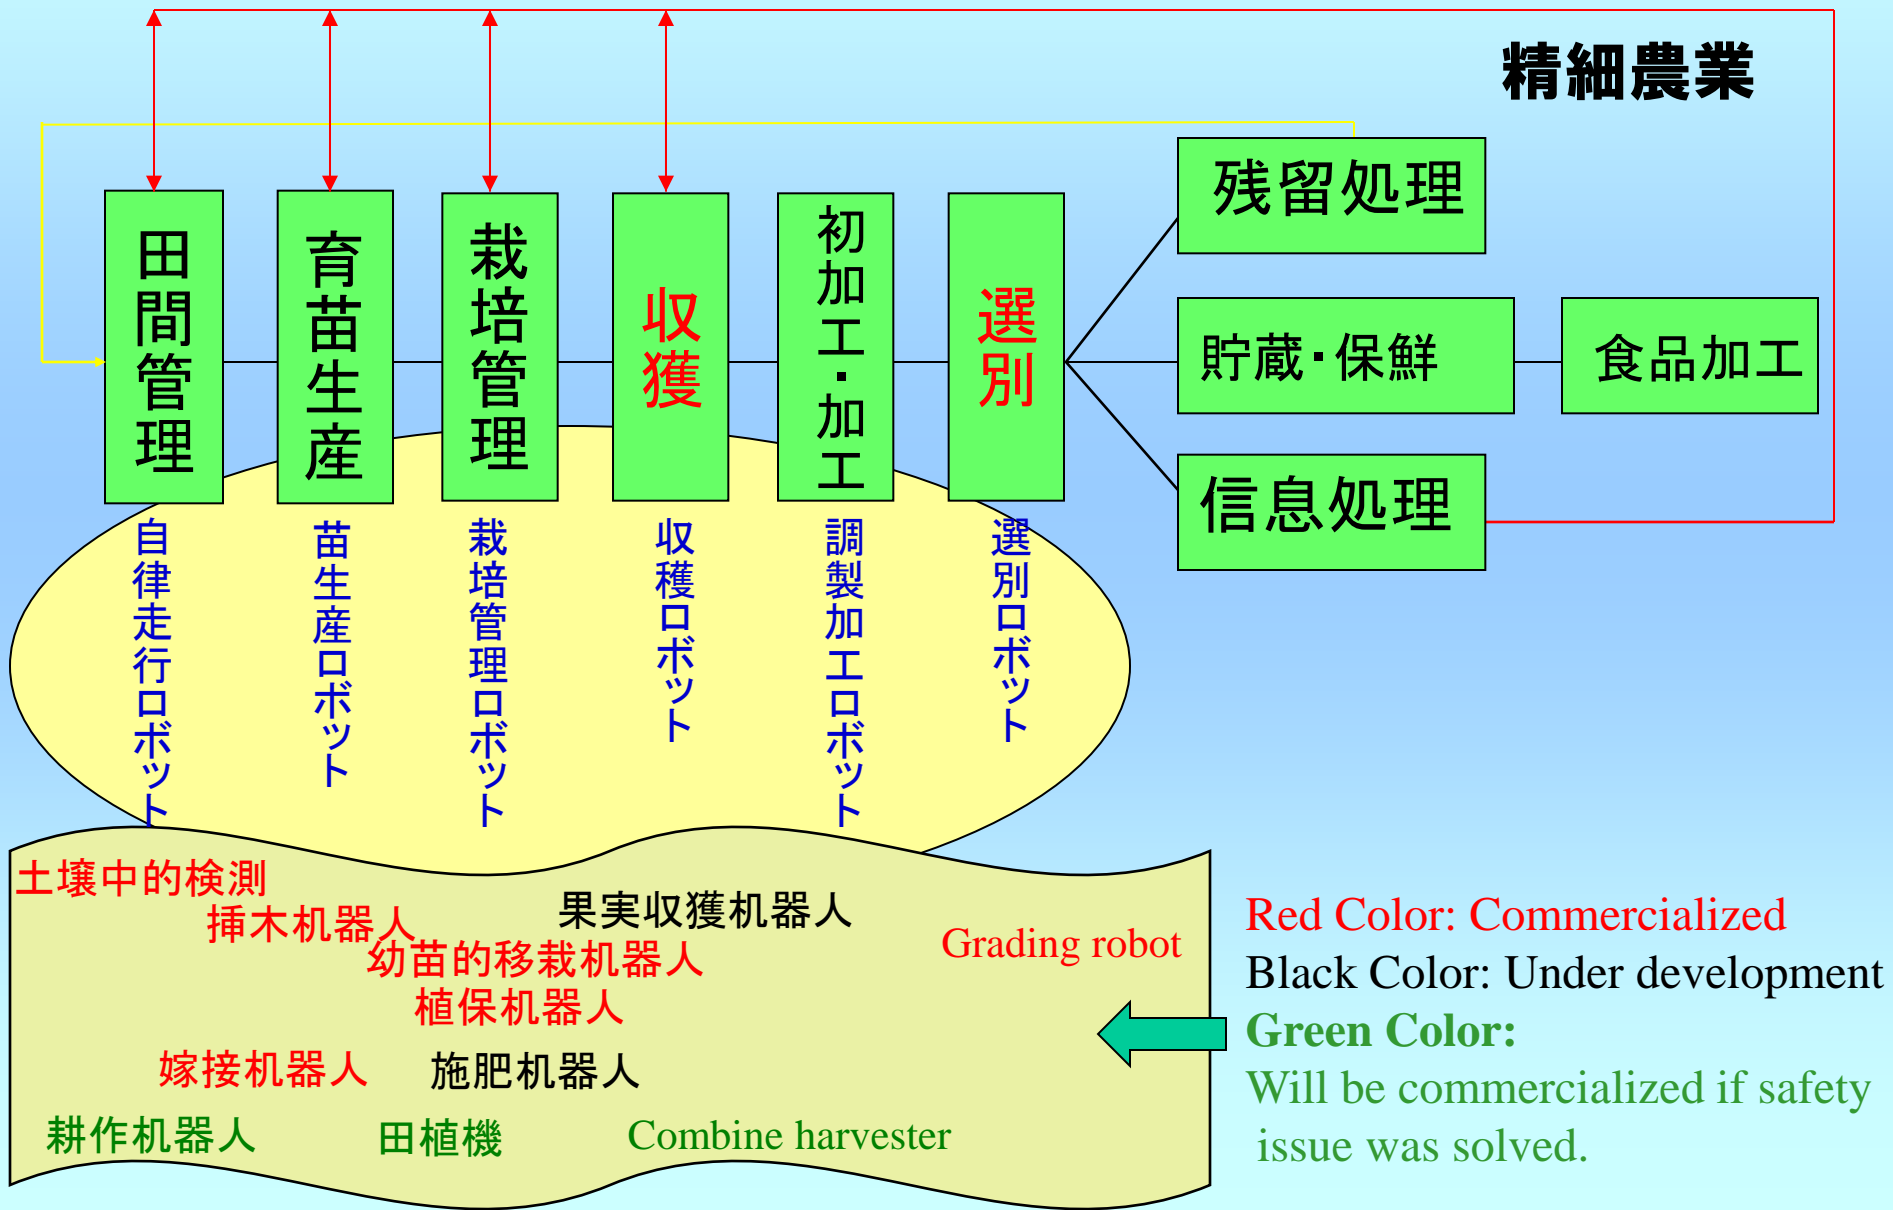 精細農業
田間管理
育苗生産
栽培管理
収獲
初加工・加工
選別
残留処理
貯蔵・保鮮
食品加工
信息処理
自律走行ロボット
苗生産ロボット
栽培管理ロボット
収穫ロボット
調製加工ロボット
選別ロボット
土壌中的検測
挿木机器人
果実収獲机器人
幼苗的移栽机器人
Grading robot
植保机器人
嫁接机器人
施肥机器人
耕作机器人
田植機
Combine harvester
Red Color: Commercialized
Black Color: Under development
Green Color:
Will be commercialized if safety
issue was solved.